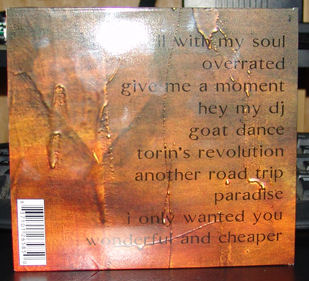 with my soul
overrated
give me a moment
hey my dj
goat dance
torin's revolution
another road trip
paradise
i only wanted you
wonderful and cheaper